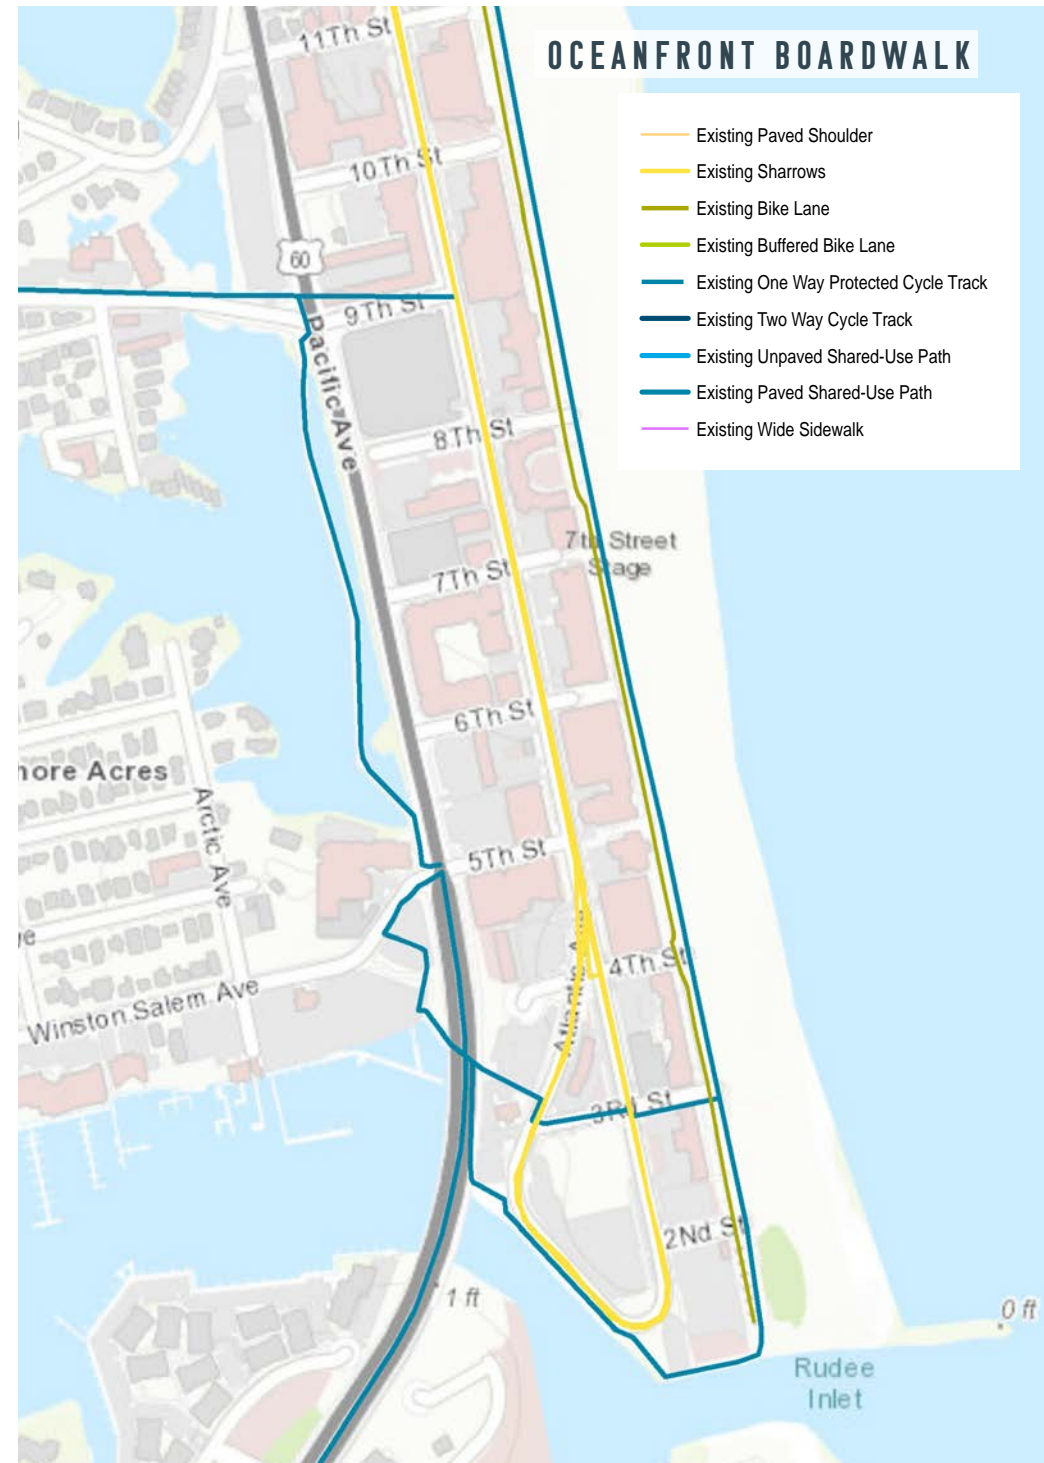 OCEANFRONT BOARDWALK
Existing Paved Shoulder
Existing Sharrows
Existing Bike Lane
Existing Buffered Bike Lane
Existing One Way Protected Cycle Track
Existing Two Way Cycle Track
Existing Unpaved Shared-Use Path
Existing Paved Shared-Use Path
Existing Wide Sidewalk
11Th St
10Th St
60
9Th St
Pacific Ave
8Th St
7th Street
Stage
7Th St
6Th St
nore Acres
Arctic Ave
5Th St
Atlantic Ave
4Th St
Winston Salem Ave
3Rd St
2Nd St
1 ft
0 ft
Rudee
Inlet